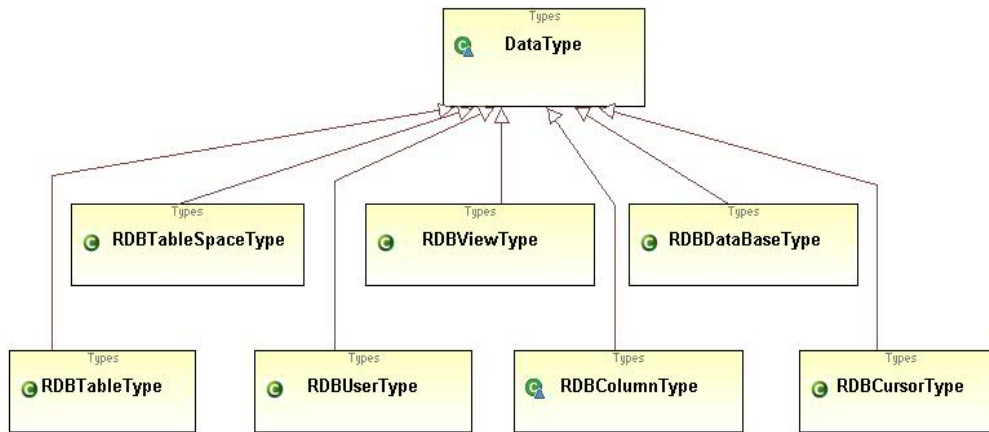 Types
DataType
Types
RDBTableSpaceType
Types
RDBViewType
Types
RDBDataBaseType
Types
RDBTableType
Types
RDBUserType
Types
RDBColumnType
Types
RDBCursorType